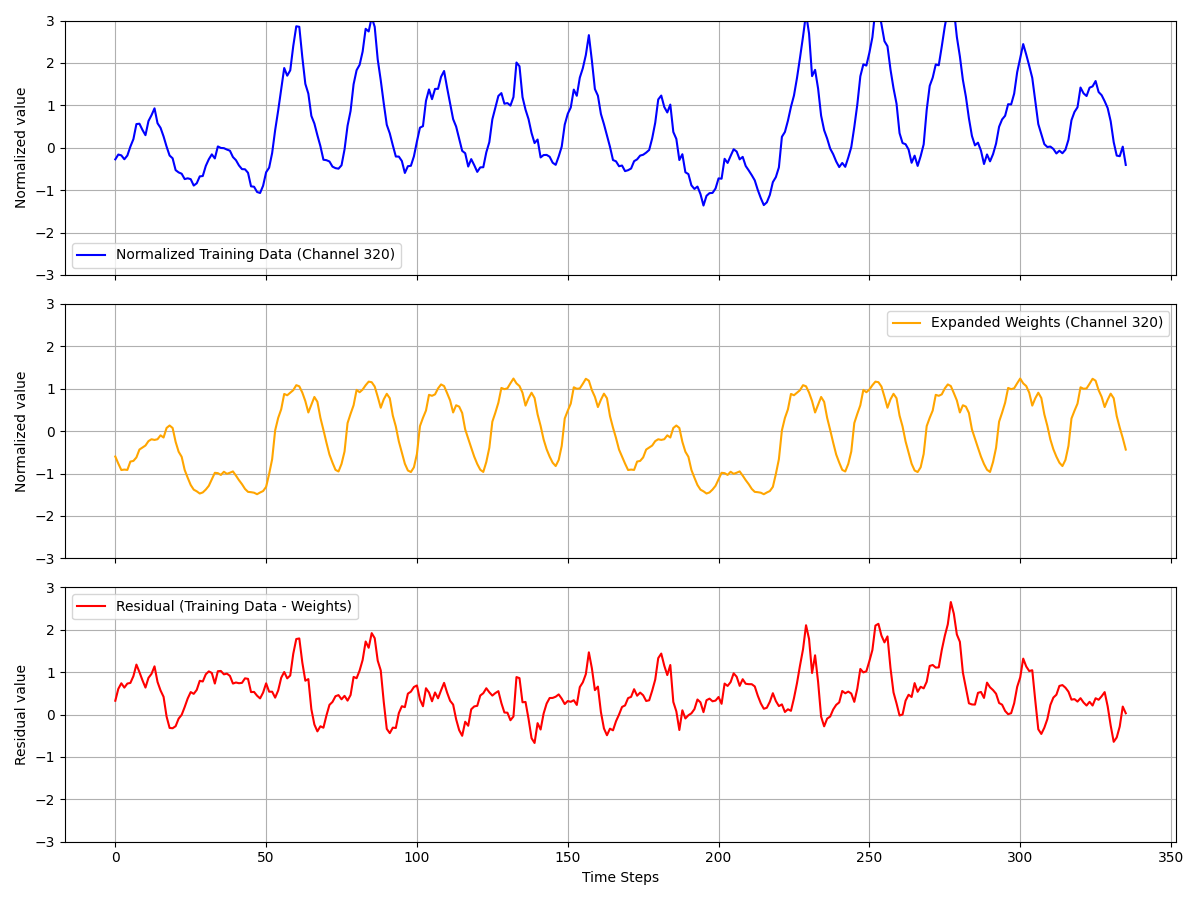 3
2
1
0
−1
−2
−3
Normalized value
Normalized Training Data (Channel 320)
3
2
1
0
−1
−2
−3
Normalized value
Expanded Weights (Channel 320)
3
2
1
0
−1
−2
−3
Residual value
Residual (Training Data - Weights)
0 50 100 150 200 250 300 350
Time Steps